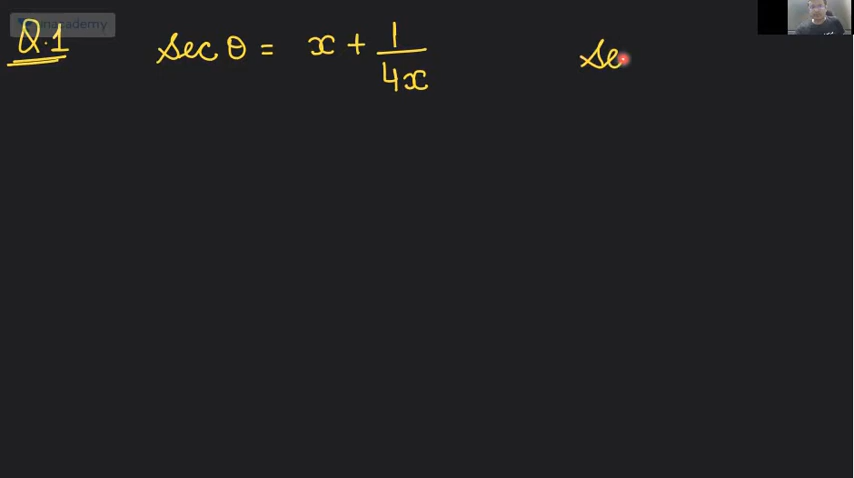 Q.1 sec θ = x + 1/4x se